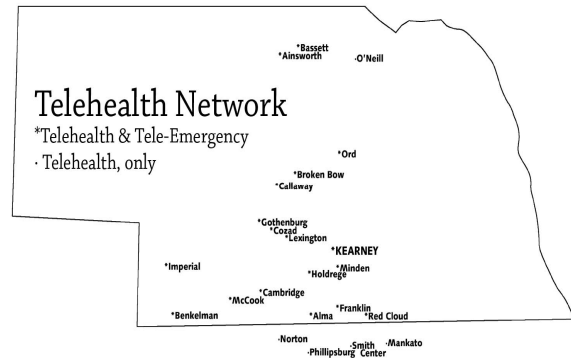 *Bassett
*Ainsworth
·O'Neill
Telehealth Network
*Telehealth & Tele-Emergency
· Telehealth, only
*Ord
*Broken Bow
*Callaway
*Gothenburg
*Cozad
*Lexington
*KEARNEY
*Imperial
*Minden
*Holdrege
*Cambridge
*McCook
*Franklin
*Benkelman
*Alma
*Red Cloud
·Norton
·Smith Center
·Mankato
·Phillipsburg